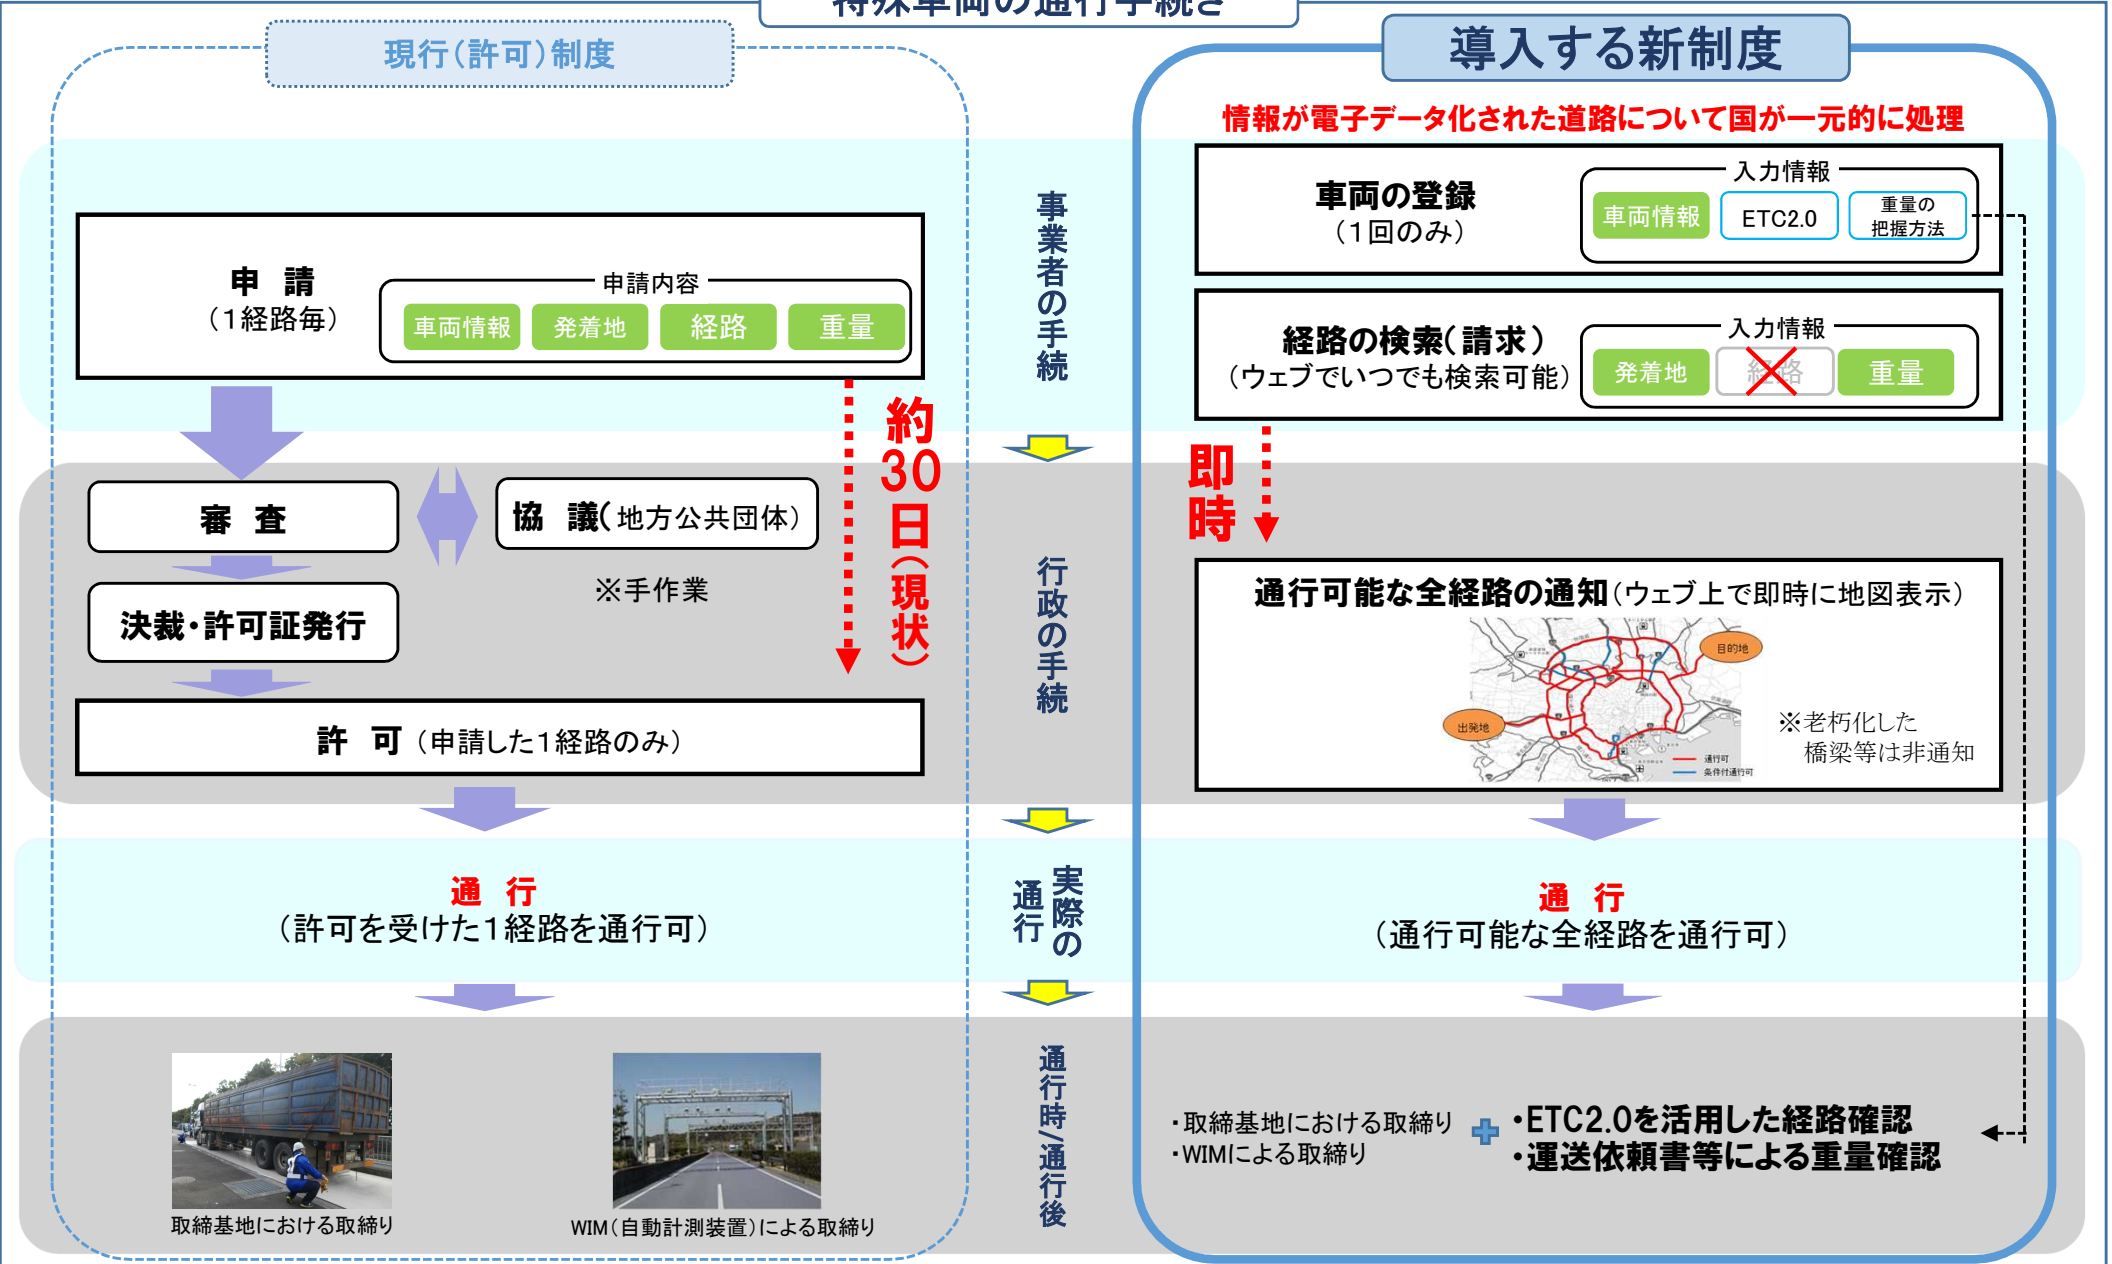 特殊車両の通行手続き
現行(許可)制度
導入する新制度
情報が電子データ化された道路について国が一元的に処理
申 請
(1経路毎)
申請内容
車両情報 発着地 経路 重量
事業者の手続
車両の登録
(1回のみ)
入力情報
車両情報 ETC2.0 重量の
把握方法
経路の検索(請求)
(ウェブでいつでも検索可能)
入力情報
発着地 経路 重量
約30日(現状)
即時
審 査
協 議(地方公共団体)
※手作業
決裁・許可証発行
許 可 (申請した1経路のみ)
行政の手続
通行可能な全経路の通知(ウェブ上で即時に地図表示)
目的地
出発地
通行可
条件付通行可
※老朽化した
橋梁等は非通知
通 行
(許可を受けた1経路を通行可)
実際の
通行
通 行
(通行可能な全経路を通行可)
取締基地における取締り
WIM(自動計測装置)による取締り
通行時/通行後
・取締基地における取締り
・WIMによる取締り
・ETC2.0を活用した経路確認
・運送依頼書等による重量確認